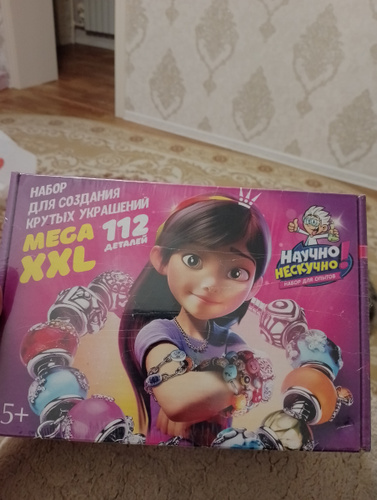 НАБОР
ДЛЯ СОЗДАНИЯ
КРУТЫХ УКРАШЕНИЙ
MEGA
XXL
112
ДЕТАЛЕЙ
НАУЧНО
НЕСКУЧНО!
НАБОР ДЛЯ ОПЫТОВ
5+